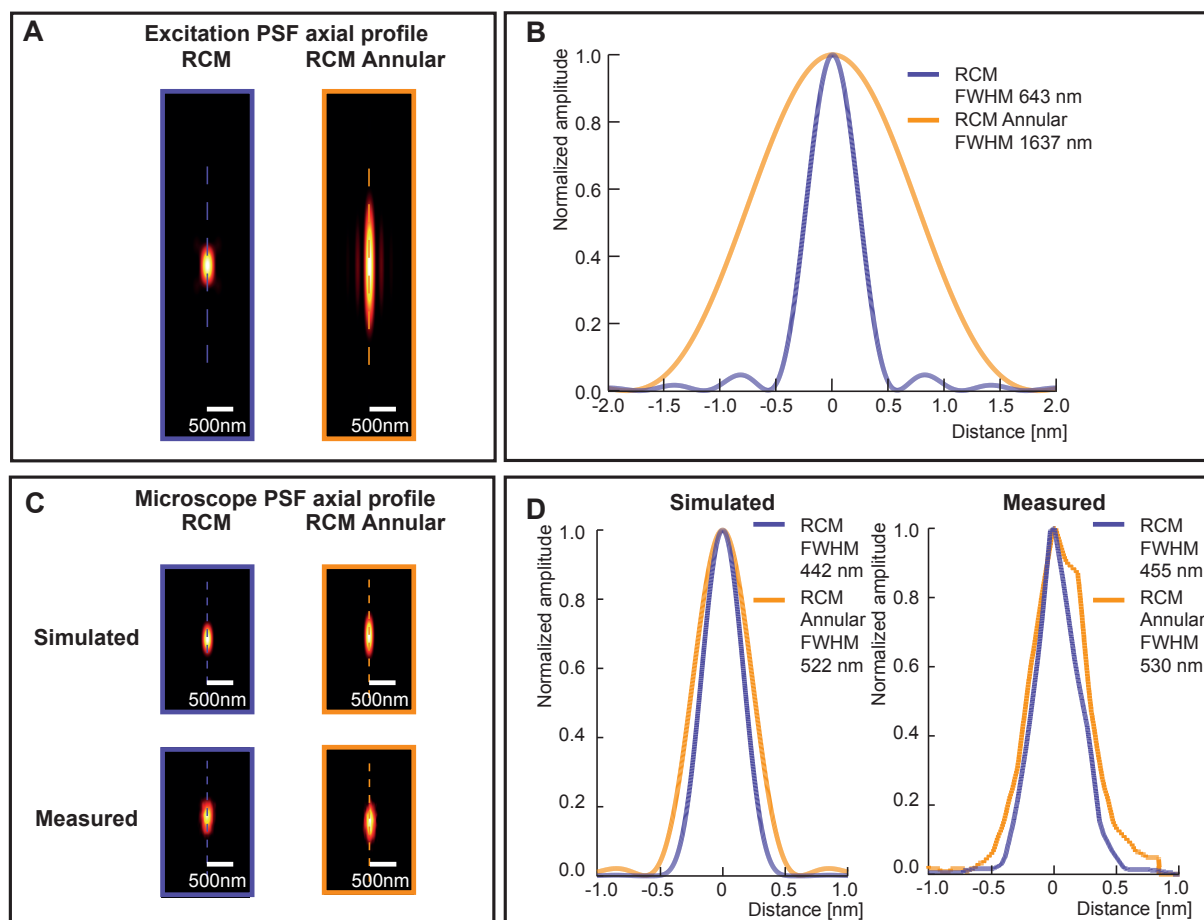 A
Excitation PSF axial profile
RCM
RCM Annular
500nm
500nm
B
Normalized amplitude
1.0
0.8
0.6
0.4
0.2
0.0
-2.0
-1.5
-1.0
-0.5
0
0.5
1.0
1.5
2.0
Distance [nm]
RCM
FWHM 643 nm
RCM Annular
FWHM 1637 nm
C
Microscope PSF axial profile
RCM
RCM Annular
Simulated
500nm
500nm
Measured
500nm
500nm
D
Simulated
Normalized amplitude
1.0
0.8
0.6
0.4
0.2
0.0
-1.0
-0.5
0
0.5
1.0
Distance [nm]
RCM
FWHM
442 nm
RCM
Annular
FWHM
522 nm
Measured
Normalized amplitude
1.0
0.8
0.6
0.4
0.2
0.0
-1.0
-0.5
0
0.5
1.0
Distance [nm]
RCM
FWHM
455 nm
RCM
Annular
FWHM
530 nm